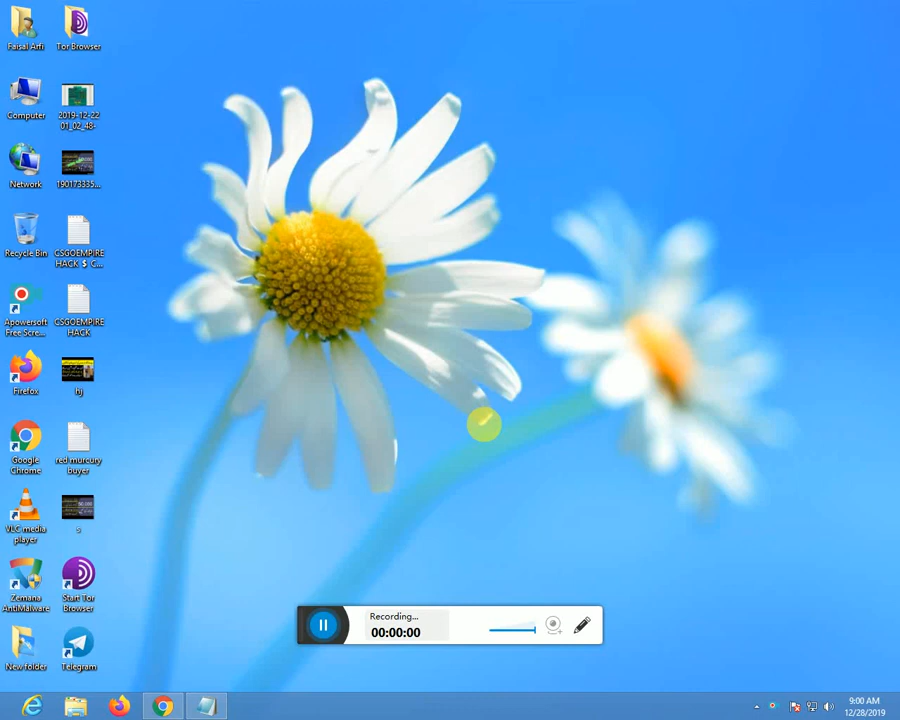 Faisal Arfi
Tor Browser
Computer
2019-12-22
01_02_48-
Network
190173335...
Recycle Bin
CSGOEMPIRE
HACK $ C...
Apowersoft
Free Scre...
CSGOEMPIRE
HACK
Firefox
hj
Google
Chrome
red murcury
buyer
VLC media
player
s
Zemana
AntiMalware
Start Tor
Browser
New folder
Telegram
Recording...
00:00:00
9:00 AM
12/28/2019